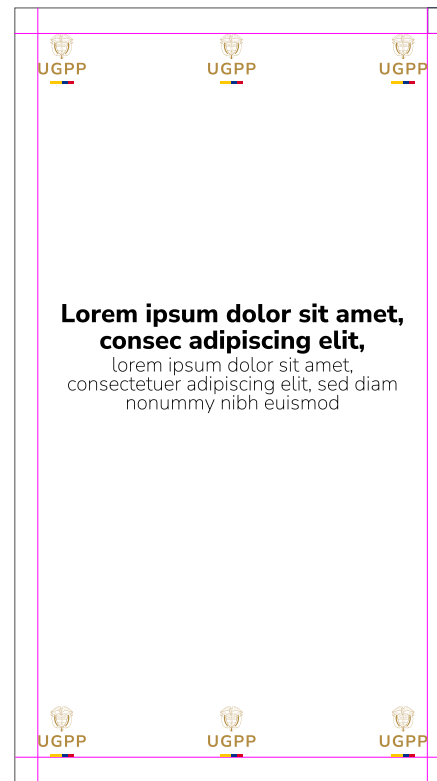 UGPP UGPP UGPP
Lorem ipsum dolor sit amet,
consec adipiscing elit,
lorem ipsum dolor sit amet,
consectetuer adipiscing elit, sed diam
nonummy nibh euismod
UGPP UGPP UGPP